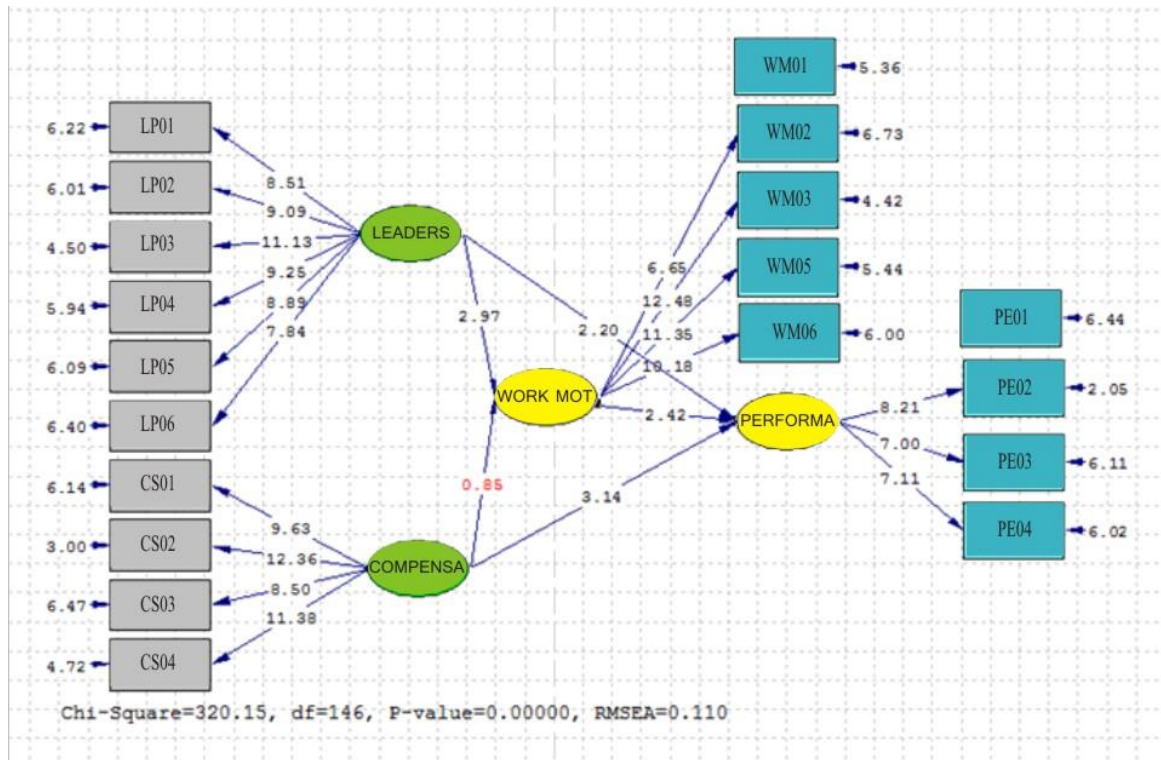 6.22 LP01
6.01 LP02
4.50 LP03
5.94 LP04
6.09 LP05
6.40 LP06
6.14 CS01
3.00 CS02
6.47 CS03
4.72 CS04
8.51
9.09
11.13
9.25
8.89
7.84
9.63
12.36
8.50
11.38
LEADERS
COMPENSA
2.97
0.85
2.20
3.14
WORK MOT
6.65
12.48
11.35
10.18
2.42
WM01 5.36
WM02 6.73
WM03 4.42
WM05 5.44
WM06 6.00
PERFORMA
8.21
7.00
7.11
PE01 6.44
PE02 2.05
PE03 6.11
PE04 6.02
Chi-Square=320.15, df=146, P-value=0.00000, RMSEA=0.110